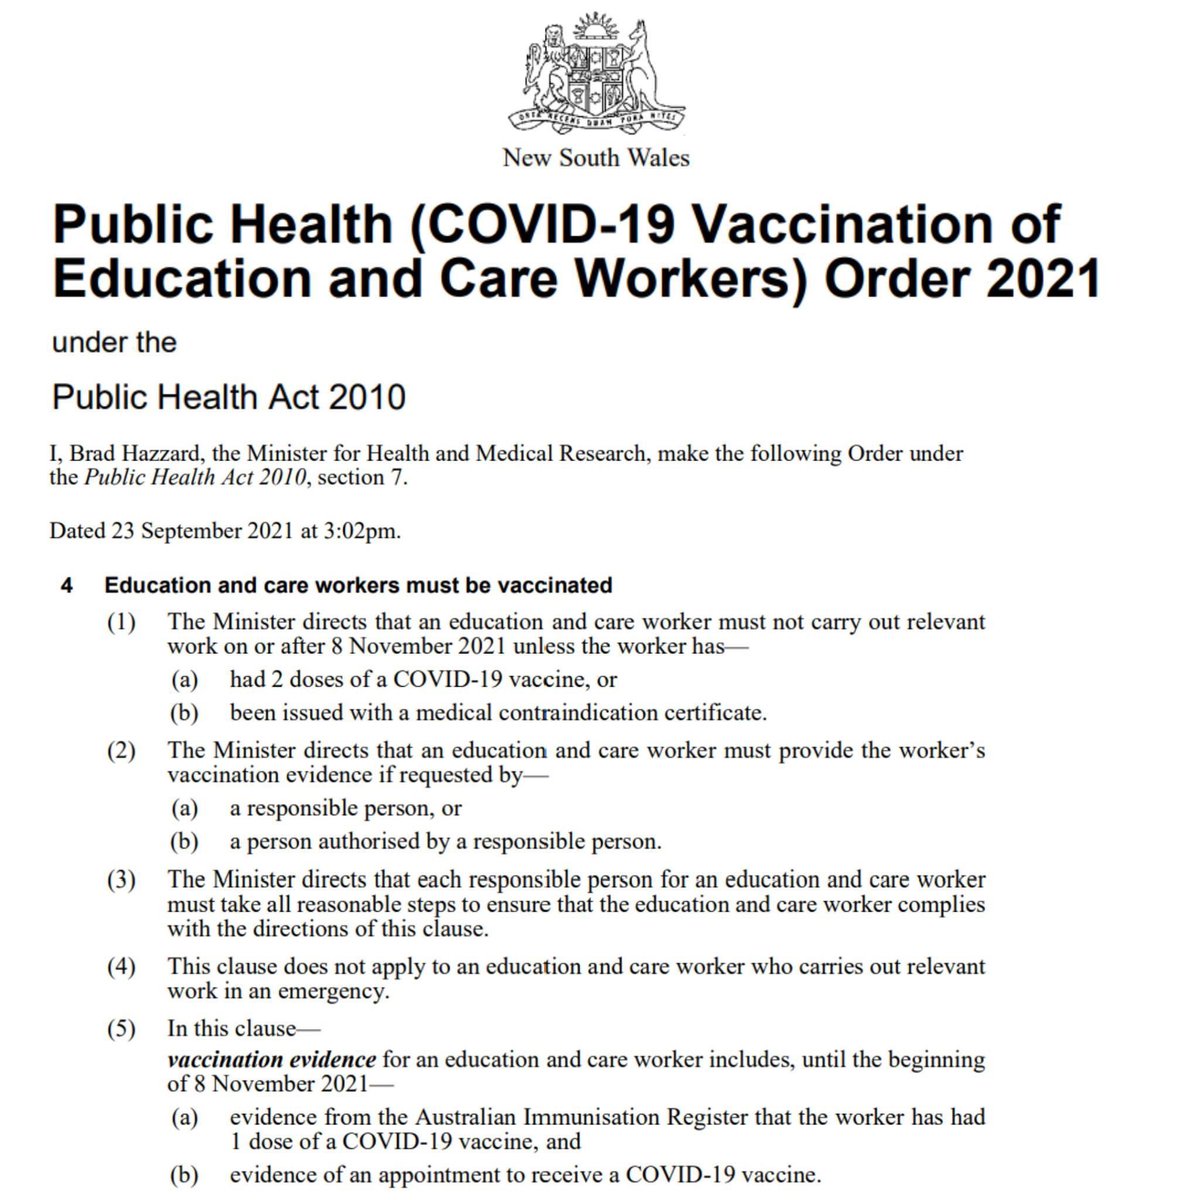 New South Wales
Public Health (COVID-19 Vaccination of
Education and Care Workers) Order 2021
under the
Public Health Act 2010
I, Brad Hazzard, the Minister for Health and Medical Research, make the following Order under
the Public Health Act 2010, section 7.
Dated 23 September 2021 at 3:02pm.
4 Education and care workers must be vaccinated
(1) The Minister directs that an education and care worker must not carry out relevant
work on or after 8 November 2021 unless the worker has—
(a) had 2 doses of a COVID-19 vaccine, or
(b) been issued with a medical contraindication certificate.
(2) The Minister directs that an education and care worker must provide the worker’s
vaccination evidence if requested by—
(a) a responsible person, or
(b) a person authorised by a responsible person.
(3) The Minister directs that each responsible person for an education and care worker
must take all reasonable steps to ensure that the education and care worker complies
with the directions of this clause.
(4) This clause does not apply to an education and care worker who carries out relevant
work in an emergency.
(5) In this clause—
vaccination evidence for an education and care worker includes, until the beginning
of 8 November 2021—
(a) evidence from the Australian Immunisation Register that the worker has had
1 dose of a COVID-19 vaccine, and
(b) evidence of an appointment to receive a COVID-19 vaccine.